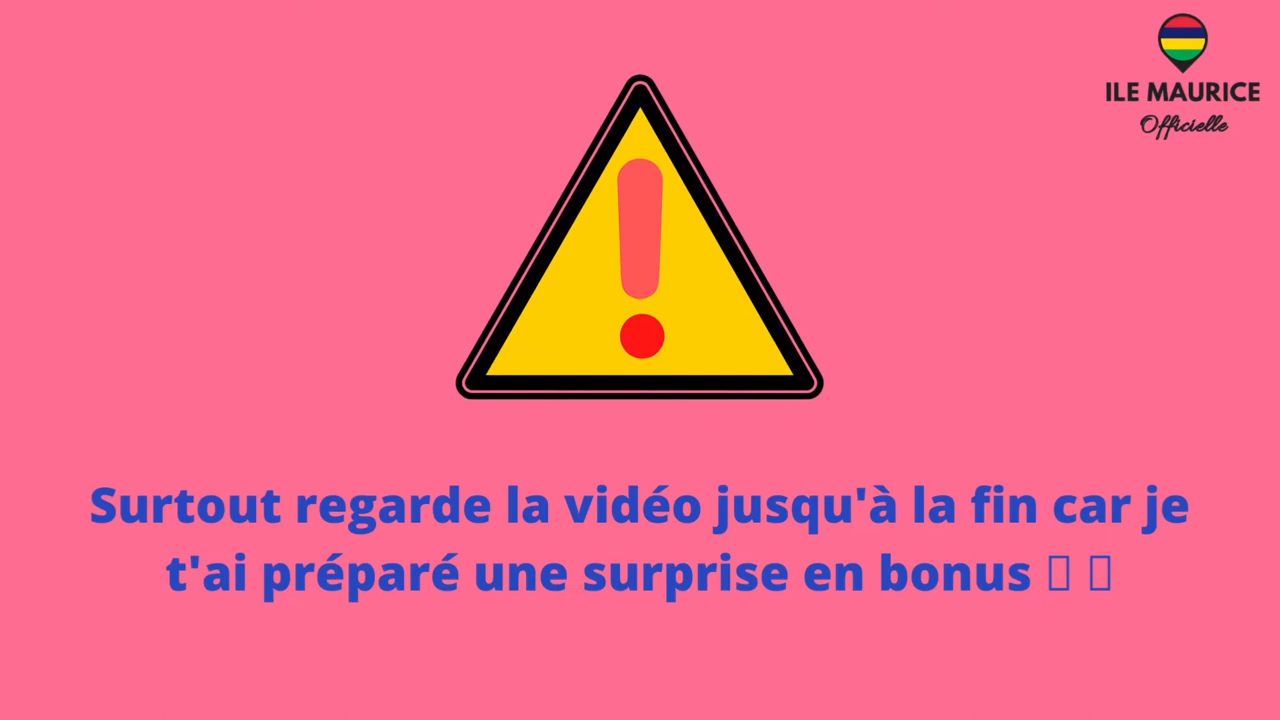 ILE MAURICE
Officielle
Surtout regarde la vidéo jusqu'à la fin car je
t'ai préparé une surprise en bonus